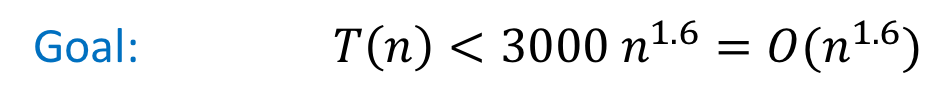 Goal: T(n) < 3000 n^1.6 = O(n^1.6)